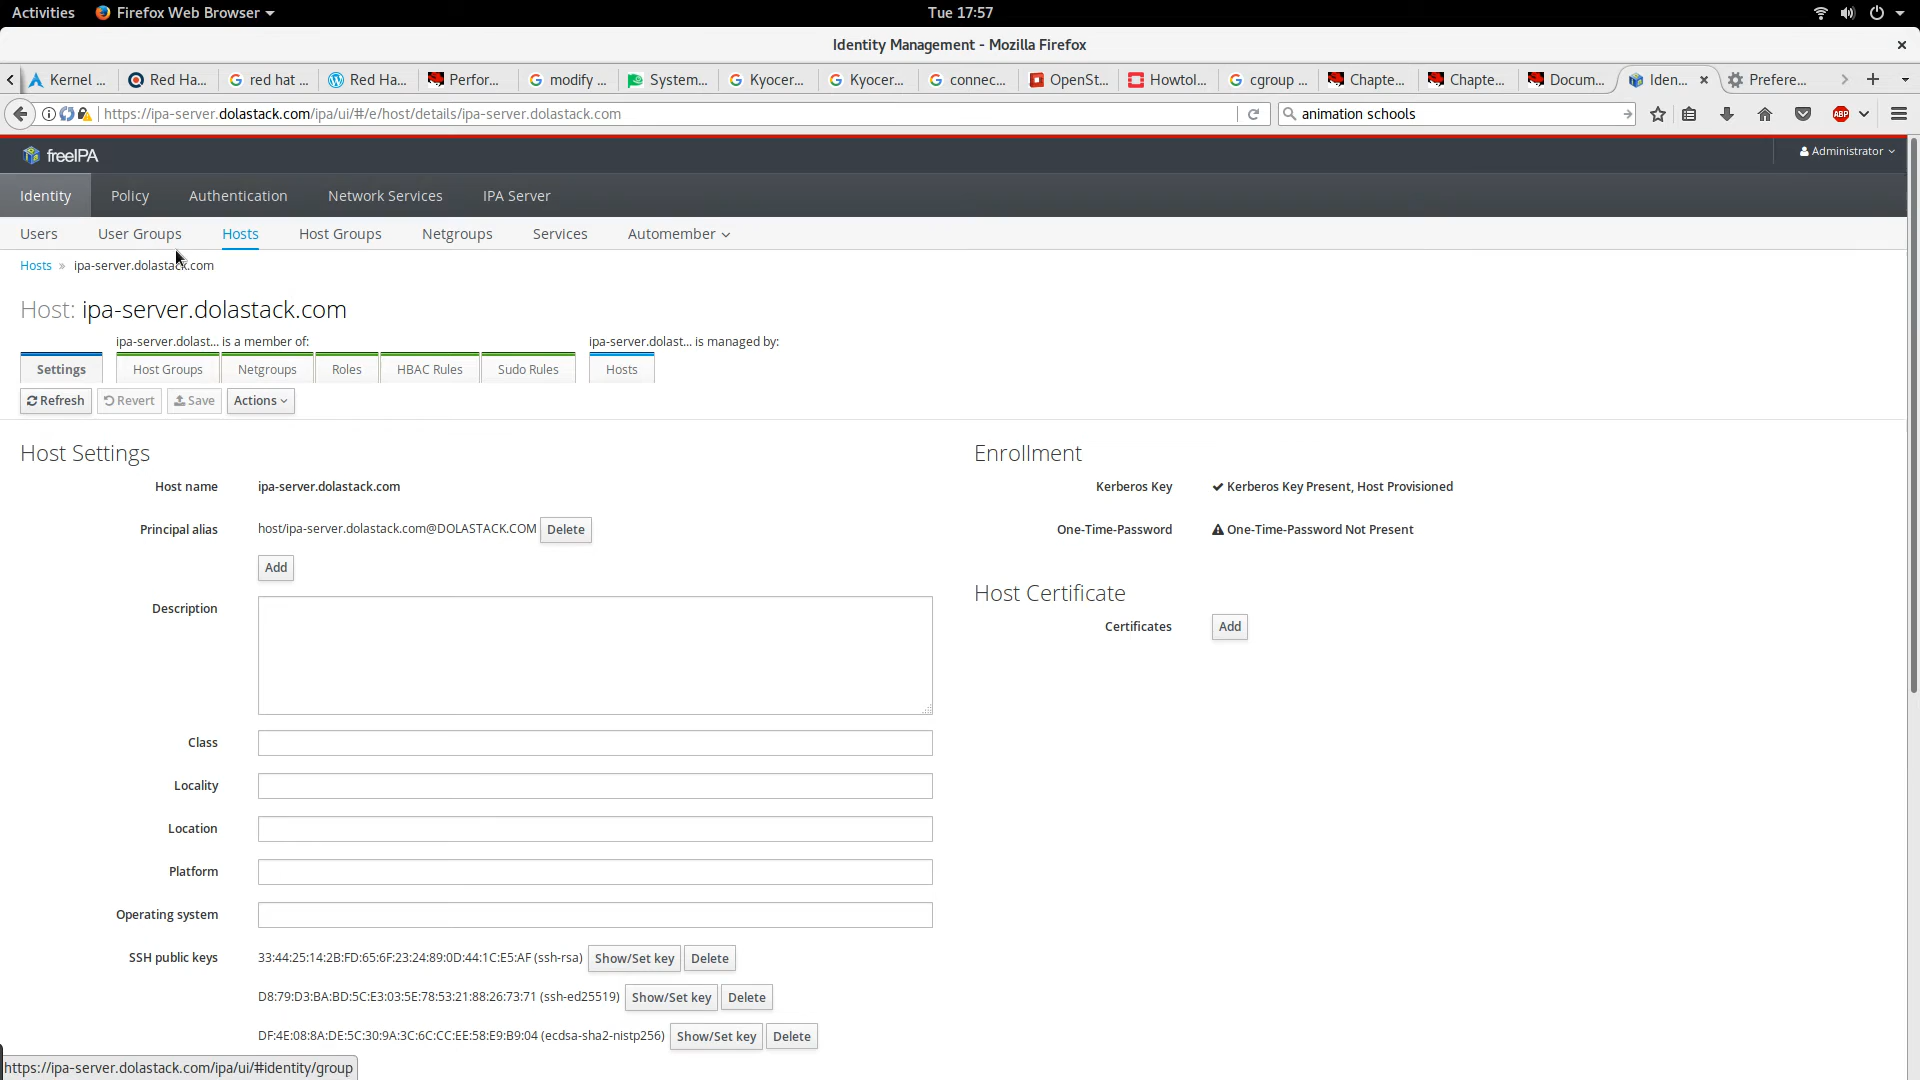 Activities Firefox Web Browser Tue 17:57
Identity Management - Mozilla Firefox
Kernel ... Red Ha... red hat ... Red Ha... Perfor... modify ... System... Kyocer... Kyocer... connec... OpenSt... Howtol... cgroup ... Chapte... Chapte... Docum... Iden... Prefere...
https://ipa-server.dolastack.com/ipa/ui/#/e/host/details/ipa-server.dolastack.com animation schools ABP
freeIPA Administrator
Identity Policy Authentication Network Services IPA Server
Users User Groups Hosts Host Groups Netgroups Services Automember
Hosts » ipa-server.dolastack.com
Host: ipa-server.dolastack.com
ipa-server.dolast... is a member of: ipa-server.dolast... is managed by:
Settings Host Groups Netgroups Roles HBAC Rules Sudo Rules Hosts
Refresh Revert Save Actions
Host Settings Enrollment
Host name ipa-server.dolastack.com Kerberos Key Kerberos Key Present, Host Provisioned
Principal alias host/ipa-server.dolastack.com@DOLASTACK.COM Delete One-Time-Password One-Time-Password Not Present
Add
Host Certificate
Description Certificates Add
Class
Locality
Location
Platform
Operating system
SSH public keys 33:44:25:14:2B:FD:65:6F:23:24:89:0D:44:1C:E5:AF (ssh-rsa) Show/Set key Delete
D8:79:D3:BA:BD:5C:E3:03:5E:78:53:21:88:26:73:71 (ssh-ed25519) Show/Set key Delete
DF:4E:08:8A:DE:5C:30:9A:3C:6C:CC:EE:58:E9:B9:04 (ecdsa-sha2-nistp256) Show/Set key Delete
https://ipa-server.dolastack.com/ipa/ui/#identity/group